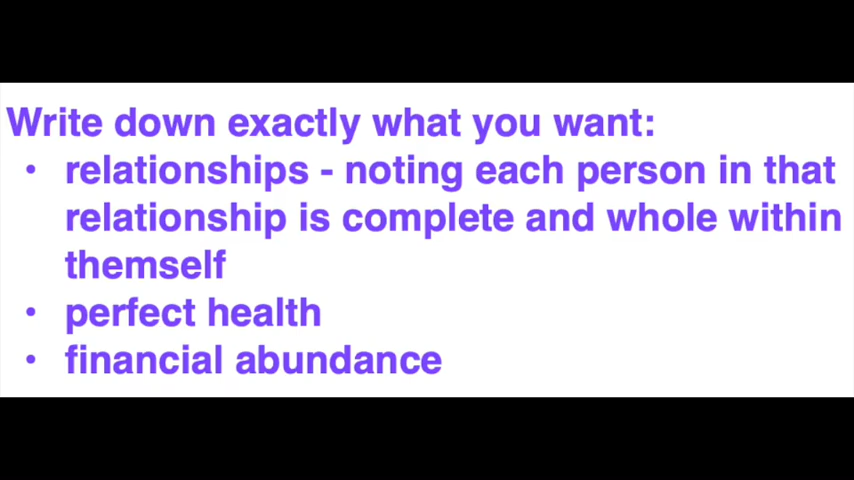 Write down exactly what you want:
• relationships - noting each person in that
relationship is complete and whole within
themself
• perfect health
• financial abundance